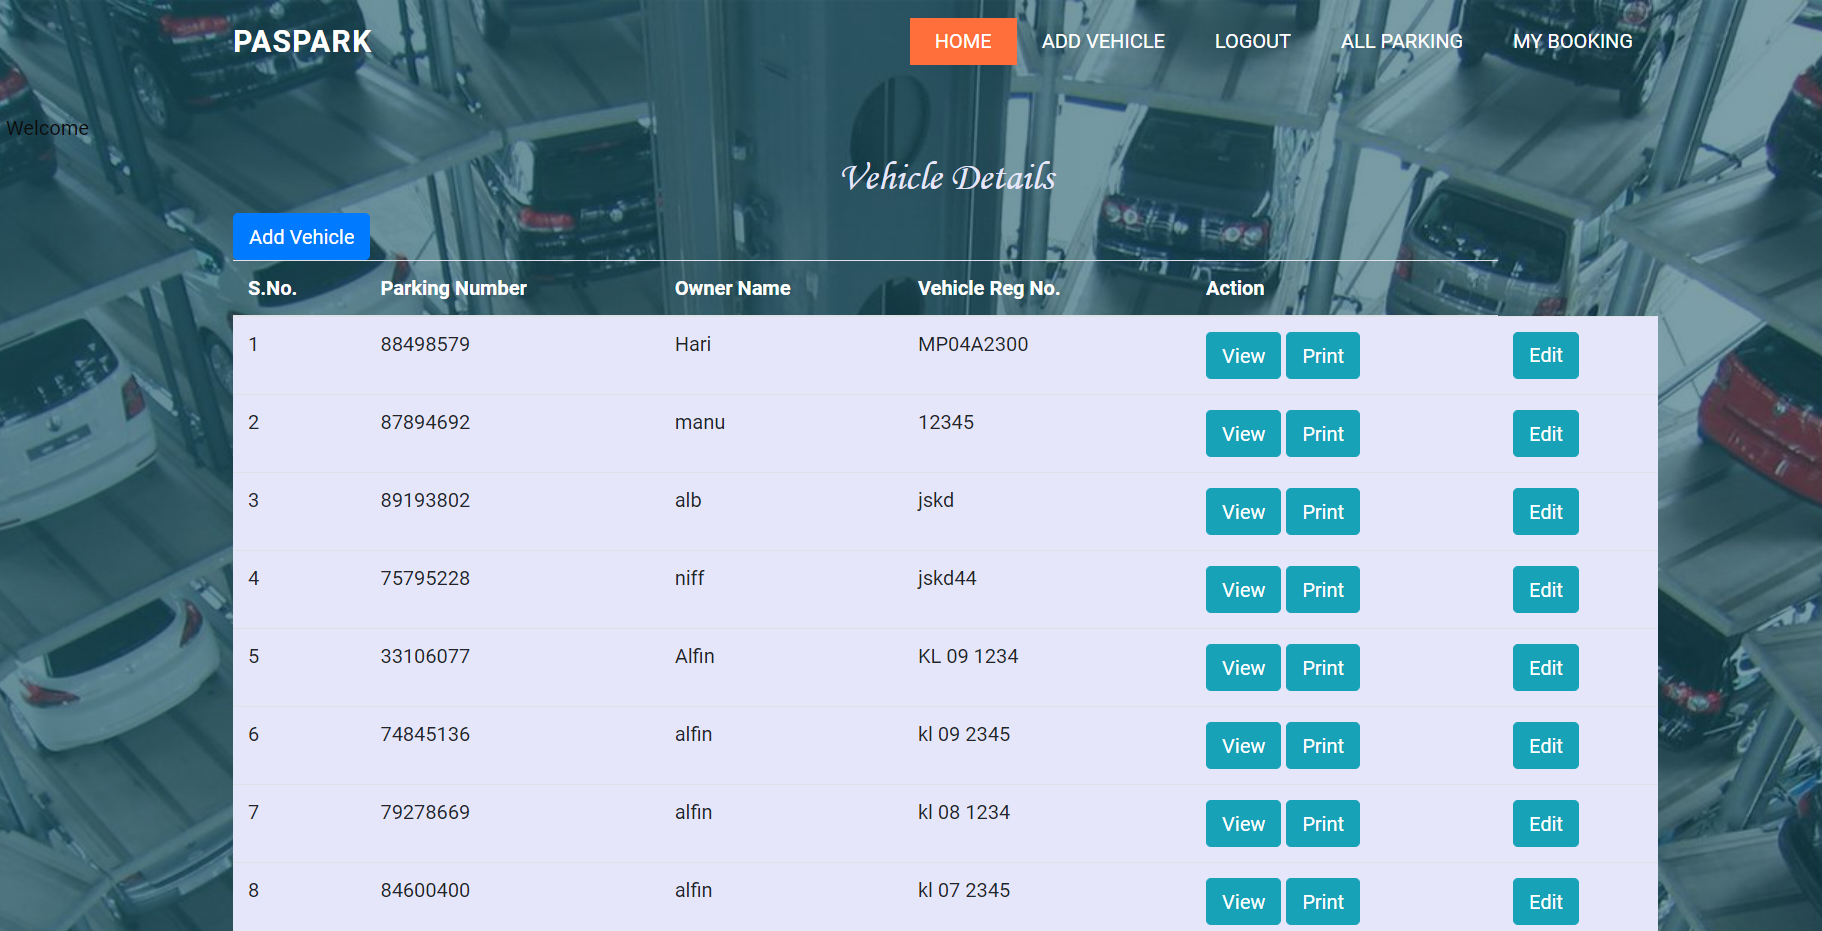 PASPARK HOME ADD VEHICLE LOGOUT ALL PARKING MY BOOKING
Welcome
Vehicle Details
Add Vehicle
S.No. Parking Number Owner Name Vehicle Reg No. Action
1 88498579 Hari MP04A2300 View Print Edit
2 87894692 manu 12345 View Print Edit
3 89193802 alb jskd View Print Edit
4 75795228 niff jskd44 View Print Edit
5 33106077 Alfin KL 09 1234 View Print Edit
6 74845136 alfin kl 09 2345 View Print Edit
7 79278669 alfin kl 08 1234 View Print Edit
8 84600400 alfin kl 07 2345 View Print Edit